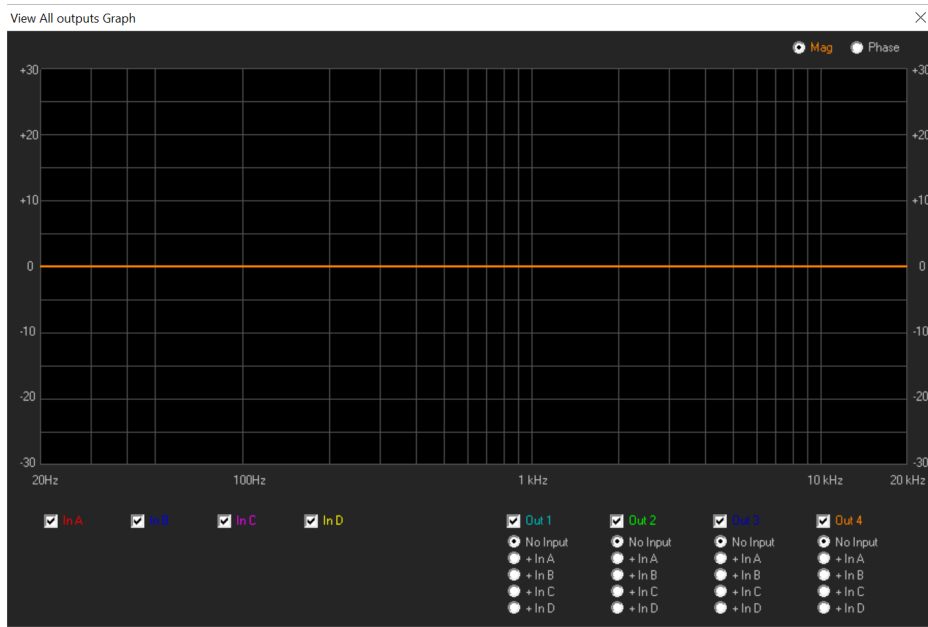 View All outputs Graph
Mag Phase
+30 +30
+20 +20
+10 +10
0 0
-10 -10
-20 -20
-30 -30
20Hz 100Hz 1 kHz 10 kHz 20 kHz
In A In B In C In D Out 1 Out 2 Out 3 Out 4
No Input No Input No Input No Input
+ In A + In A + In A + In A
+ In B + In B + In B + In B
+ In C + In C + In C + In C
+ In D + In D + In D + In D